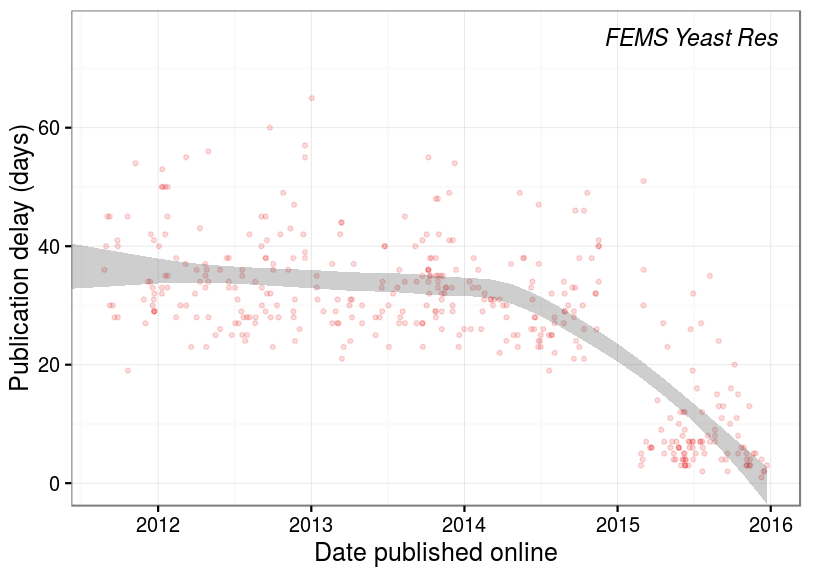 FEMS Yeast Res
Publication delay (days)
60
40
20
0
2012 2013 2014 2015 2016
Date published online